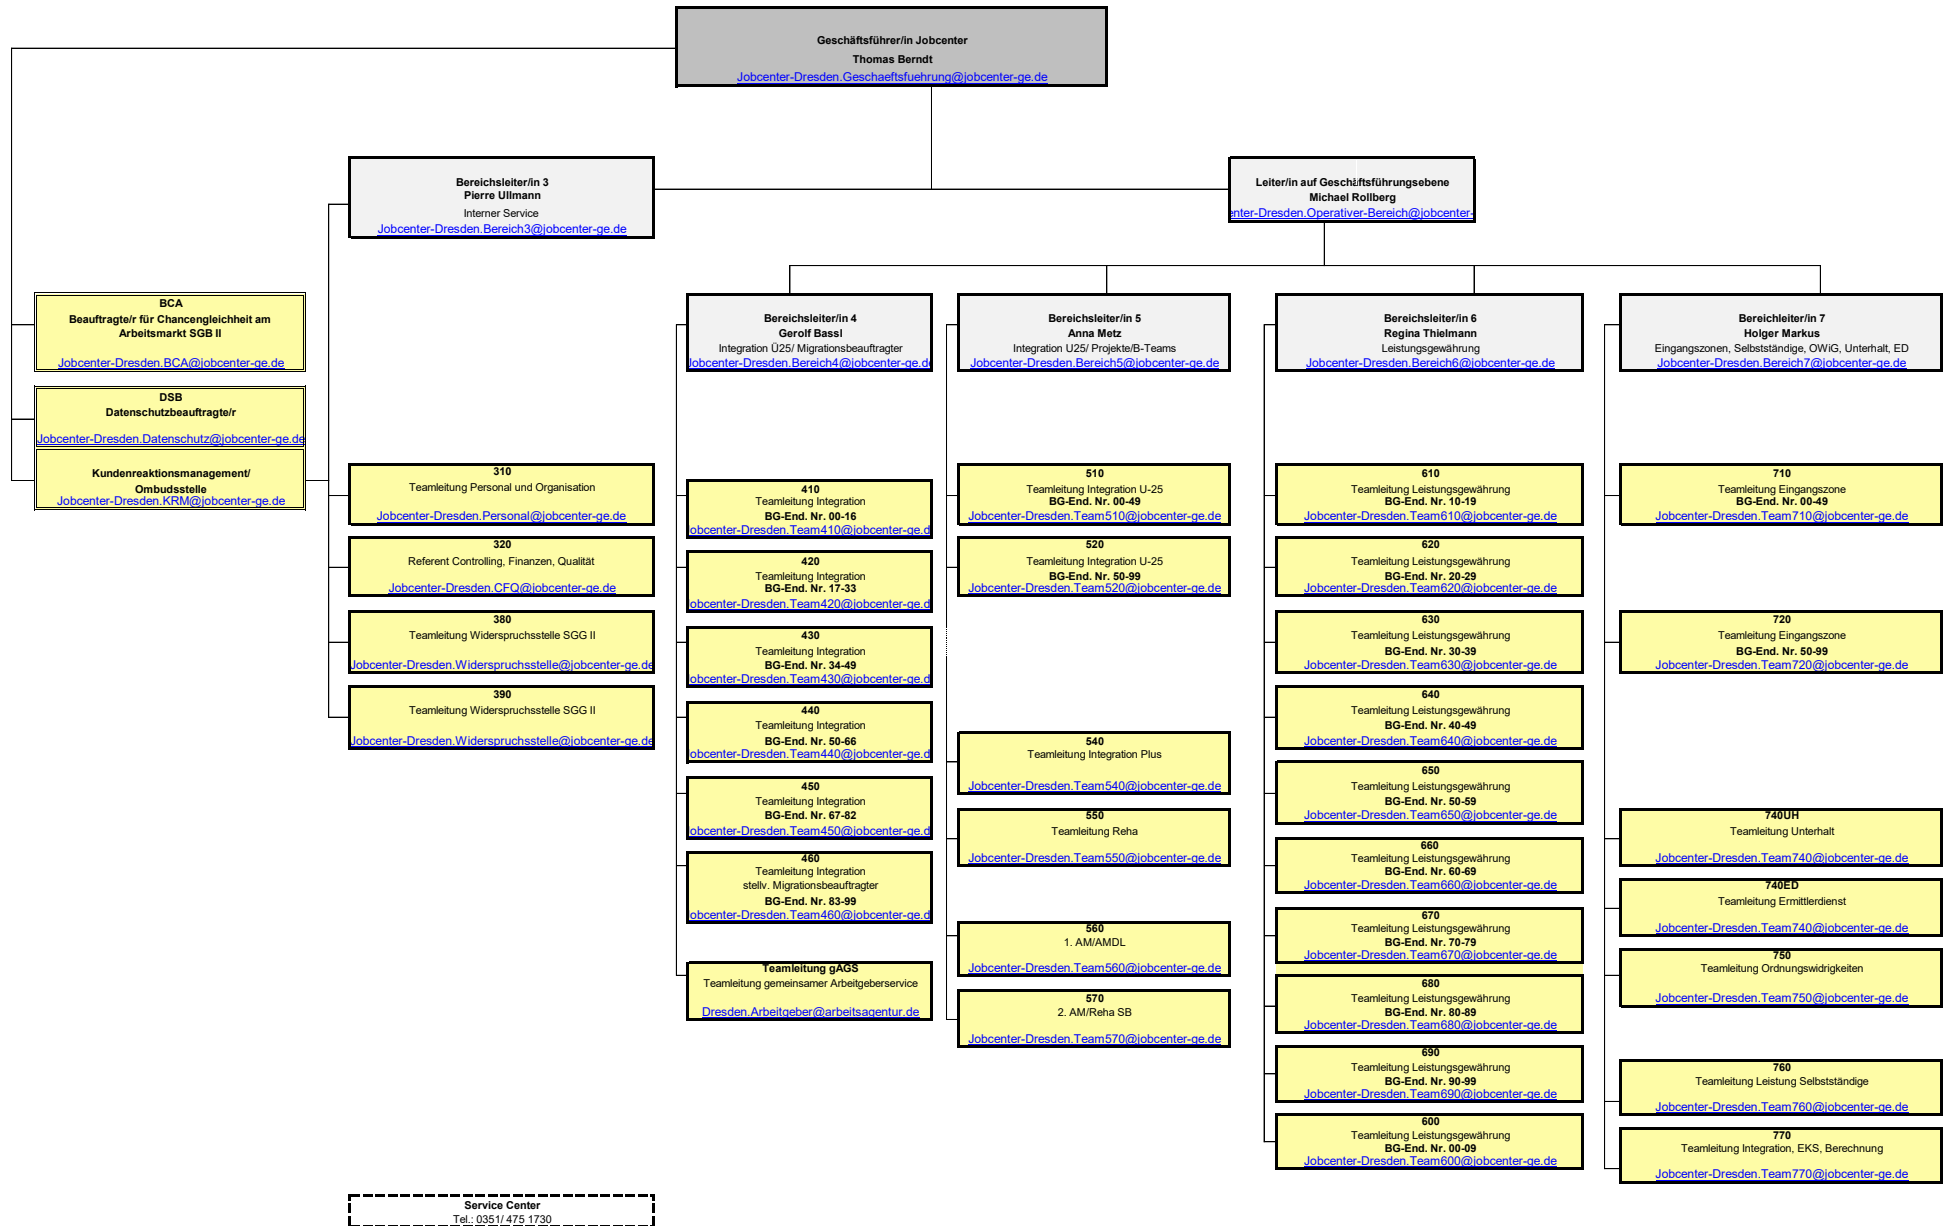 Geschäftsführer/in Jobcenter
Thomas Berndt
Jobcenter-Dresden.Geschaeftsfuehrung@jobcenter-ge.de
Bereichsleiter/in 3
Pierre Ullmann
Interner Service
Jobcenter-Dresden.Bereich3@jobcenter-ge.de
Leiter/in auf Geschäftsführungsebene
Michael Rollberg
enter-Dresden.Operativer-Bereich@jobcenter-
BCA
Beauftragte/r für Chancengleichheit am
Arbeitsmarkt SGB II
Jobcenter-Dresden.BCA@jobcenter-ge.de
DSB
Datenschutzbeauftragte/r
Jobcenter-Dresden.Datenschutz@jobcenter-ge.de
Kundenreaktionsmanagement/
Ombudsstelle
Jobcenter-Dresden.KRM@jobcenter-ge.de
310
Teamleitung Personal und Organisation
Jobcenter-Dresden.Personal@jobcenter-ge.de
320
Referent Controlling, Finanzen, Qualität
Jobcenter-Dresden.CFQ@jobcenter-ge.de
380
Teamleitung Widerspruchsstelle SGG II
Jobcenter-Dresden.Widerspruchsstelle@jobcenter-ge.de
390
Teamleitung Widerspruchsstelle SGG II
Jobcenter-Dresden.Widerspruchsstelle@jobcenter-ge.de
Bereichsleiter/in 4
Gerolf Bassl
Integration Ü25/ Migrationsbeauftragter
Jobcenter-Dresden.Bereich4@jobcenter-ge.de
410
Teamleitung Integration
BG-End. Nr. 00-16
Jobcenter-Dresden.Team410@jobcenter-ge.d
420
Teamleitung Integration
BG-End. Nr. 17-33
Jobcenter-Dresden.Team420@jobcenter-ge.d
430
Teamleitung Integration
BG-End. Nr. 34-49
obcenter-Dresden.Team430@jobcenter-ge.d
440
Teamleitung Integration
BG-End. Nr. 50-66
obcenter-Dresden.Team440@jobcenter-ge.d
450
Teamleitung Integration
BG-End. Nr. 67-82
obcenter-Dresden.Team450@jobcenter-ge.d
460
Teamleitung Integration
stellv. Migrationsbeauftragter
BG-End. Nr. 83-99
obcenter-Dresden.Team460@jobcenter-ge.d
Teamleitung gAGS
Teamleitung gemeinsamer Arbeitgeberservice
Dresden.Arbeitgeber@arbeitsagentur.de
Bereichsleiter/in 5
Anna Metz
Integration U25/ Projekte/B-Teams
Jobcenter-Dresden.Bereich5@jobcenter-ge.de
510
Teamleitung Integration U-25
BG-End. Nr. 00-49
Jobcenter-Dresden.Team510@jobcenter-ge.de
520
Teamleitung Integration U-25
BG-End. Nr. 50-99
Jobcenter-Dresden.Team520@jobcenter-ge.de
540
Teamleitung Integration Plus
Jobcenter-Dresden.Team540@jobcenter-ge.de
550
Teamleitung Reha
Jobcenter-Dresden.Team550@jobcenter-ge.de
560
1. AM/AMDL
Jobcenter-Dresden.Team560@jobcenter-ge.de
570
2. AM/Reha SB
Jobcenter-Dresden.Team570@jobcenter-ge.de
Bereichsleiter/in 6
Regina Thielmann
Leistungsgewährung
Jobcenter-Dresden.Bereich6@jobcenter-ge.de
610
Teamleitung Leistungsgewährung
BG-End. Nr. 10-19
Jobcenter-Dresden.Team610@jobcenter-ge.de
620
Teamleitung Leistungsgewährung
BG-End. Nr. 20-29
Jobcenter-Dresden.Team620@jobcenter-ge.de
630
Teamleitung Leistungsgewährung
BG-End. Nr. 30-39
Jobcenter-Dresden.Team630@jobcenter-ge.de
640
Teamleitung Leistungsgewährung
BG-End. Nr. 40-49
Jobcenter-Dresden.Team640@jobcenter-ge.de
650
Teamleitung Leistungsgewährung
BG-End. Nr. 50-59
Jobcenter-Dresden.Team650@jobcenter-ge.de
660
Teamleitung Leistungsgewährung
BG-End. Nr. 60-69
Jobcenter-Dresden.Team660@jobcenter-ge.de
670
Teamleitung Leistungsgewährung
BG-End. Nr. 70-79
Jobcenter-Dresden.Team670@jobcenter-ge.de
680
Teamleitung Leistungsgewährung
BG-End. Nr. 80-89
Jobcenter-Dresden.Team680@jobcenter-ge.de
690
Teamleitung Leistungsgewährung
BG-End. Nr. 90-99
Jobcenter-Dresden.Team690@jobcenter-ge.de
600
Teamleitung Leistungsgewährung
BG-End. Nr. 00-09
Jobcenter-Dresden.Team600@jobcenter-ge.de
Bereichleiter/in 7
Holger Markus
Eingangszonen, Selbstständige, OWiG, Unterhalt, ED
Jobcenter-Dresden.Bereich7@jobcenter-ge.de
710
Teamleitung Eingangszone
BG-End. Nr. 00-49
Jobcenter-Dresden.Team710@jobcenter-ge.de
720
Teamleitung Eingangszone
BG-End. Nr. 50-99
Jobcenter-Dresden.Team720@jobcenter-ge.de
740UH
Teamleitung Unterhalt
Jobcenter-Dresden.Team740@jobcenter-ge.de
740ED
Teamleitung Ermittlerdienst
Jobcenter-Dresden.Team740@jobcenter-ge.de
750
Teamleitung Ordnungswidrigkeiten
Jobcenter-Dresden.Team750@jobcenter-ge.de
760
Teamleitung Leistung Selbstständige
Jobcenter-Dresden.Team760@jobcenter-ge.de
770
Teamleitung Integration, EKS, Berechnung
Jobcenter-Dresden.Team770@jobcenter-ge.de
Service Center
Tel.: 0351/ 475 1730